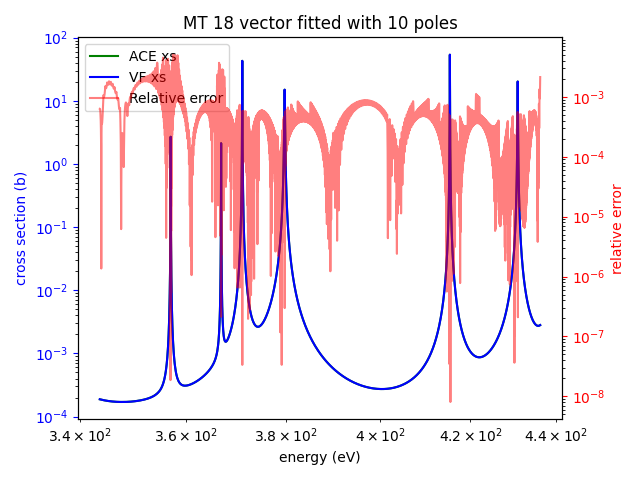 MT 18 vector fitted with 10 poles
ACE xs
VF xs
Relative error
cross section (b)
10²
10¹
10⁰
10⁻¹
10⁻²
10⁻³
10⁻⁴
10⁻³
10⁻⁴
10⁻⁵
10⁻⁶
10⁻⁷
10⁻⁸
relative error
3.4 × 10² 3.6 × 10² 3.8 × 10² 4 × 10² 4.2 × 10² 4.4 × 10²
energy (eV)